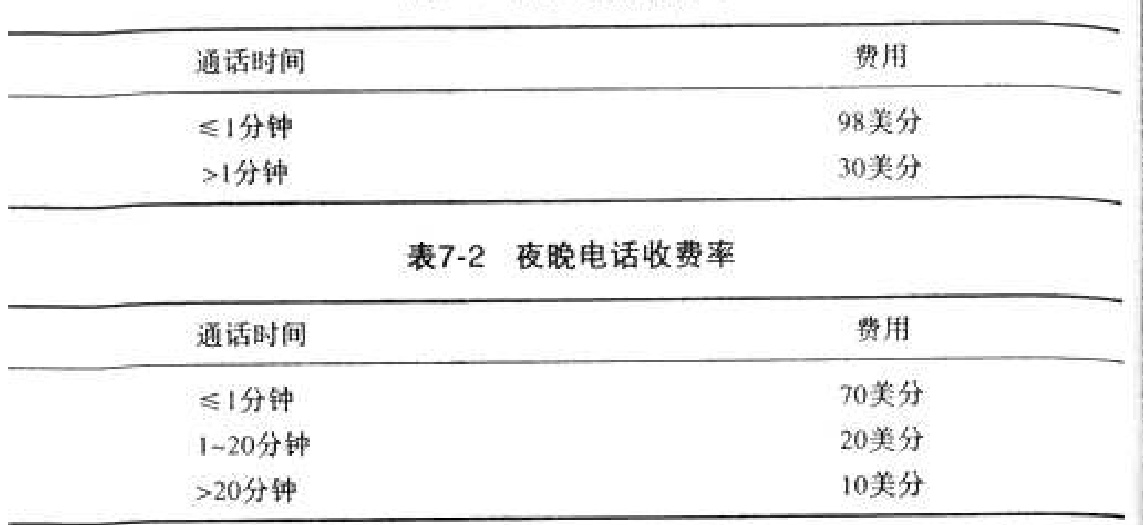 通话时间 费用
≤1分钟 98美分
>1分钟 30美分
表7-2 夜晚电话收费率
通话时间 费用
≤1分钟 70美分
1~20分钟 20美分
>20分钟 10美分